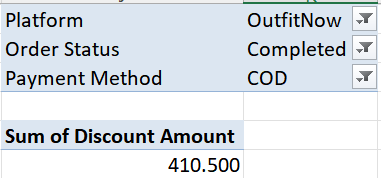 Platform OutfitNow
Order Status Completed
Payment Method COD
Sum of Discount Amount
410.500